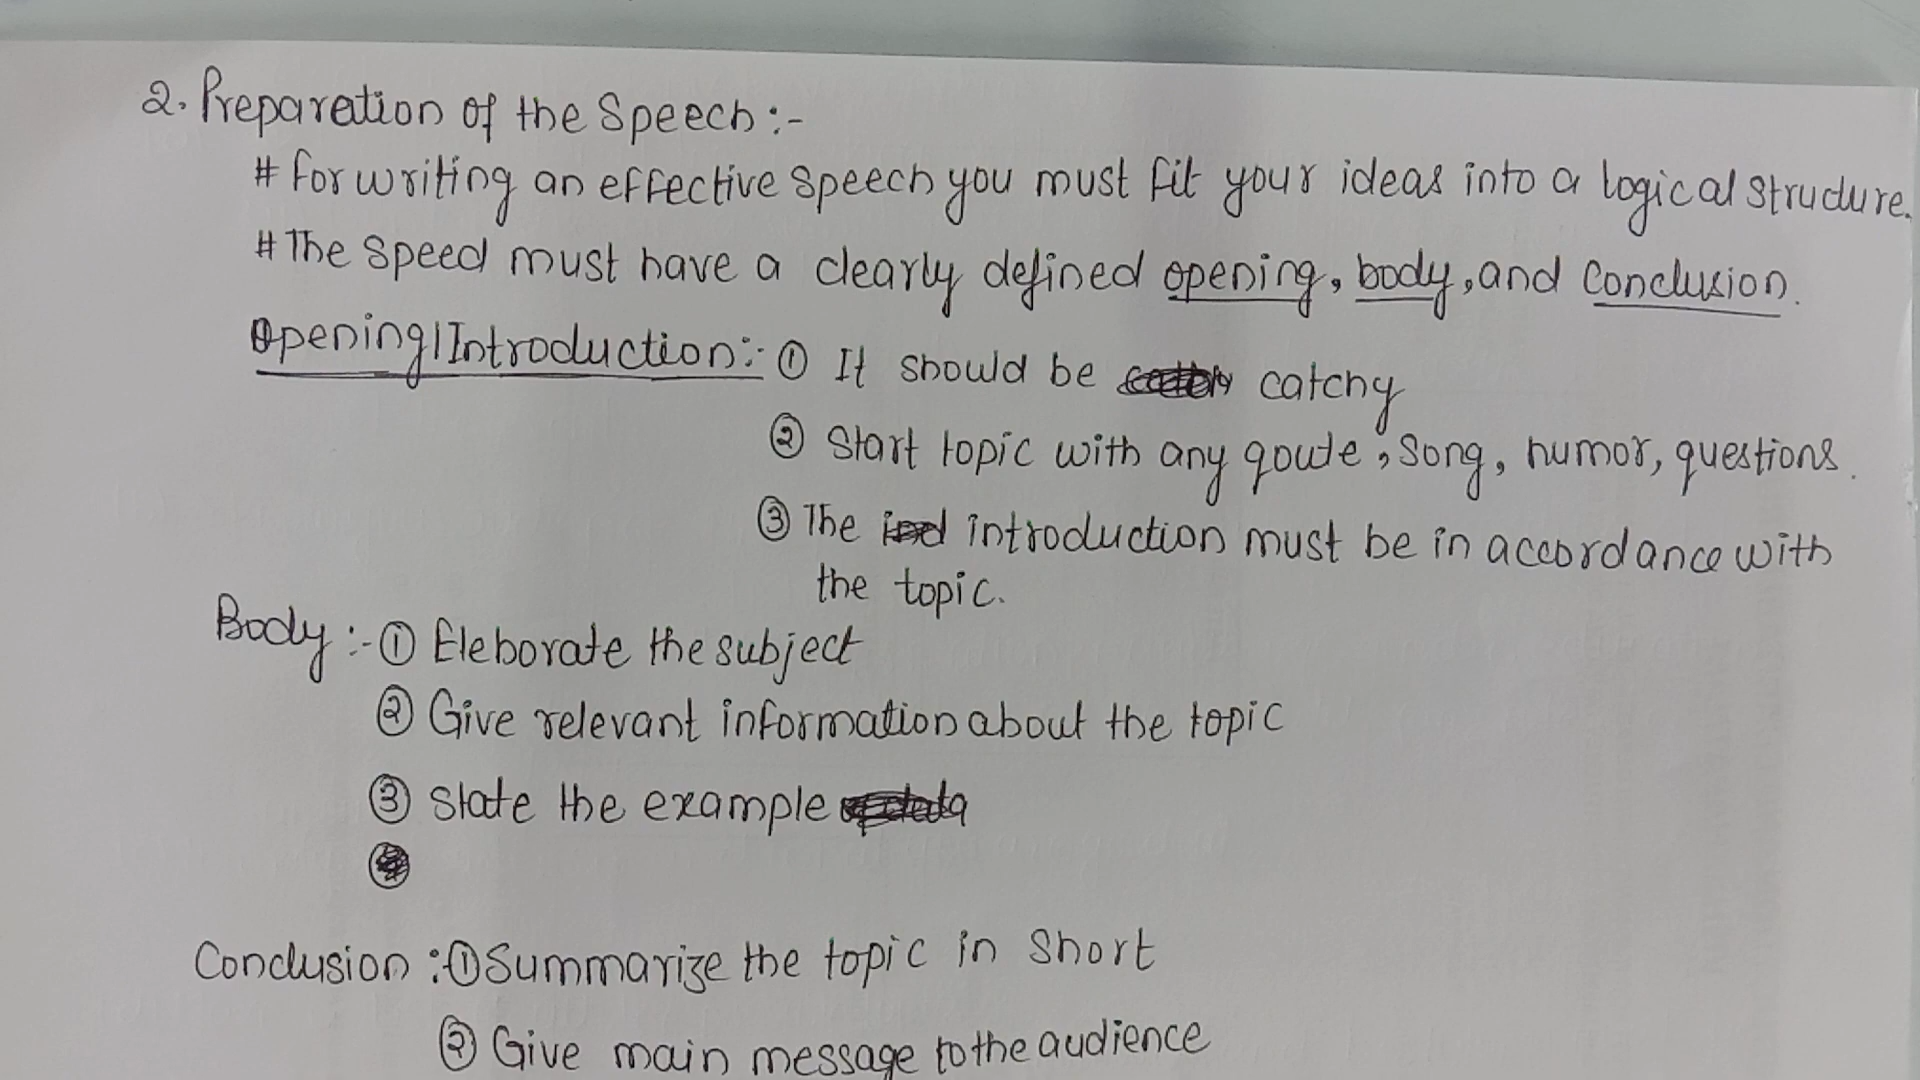 2. Preparetion of the Speech :-
# for writing an effective speech you must fit your ideas into a logical structure.
# The speed must have a clearly defined opening, body, and conclusion.
Opening/Introduction:- ① It should be catchy
② Start topic with any qoute, song, humor, questions.
③ The introduction must be in accordance with
the topic.
Body :- ① Eleborate the subject
② Give relevant information about the topic
③ State the example
Conclusion :- ① Summarize the topic in short
② Give main message to the audience